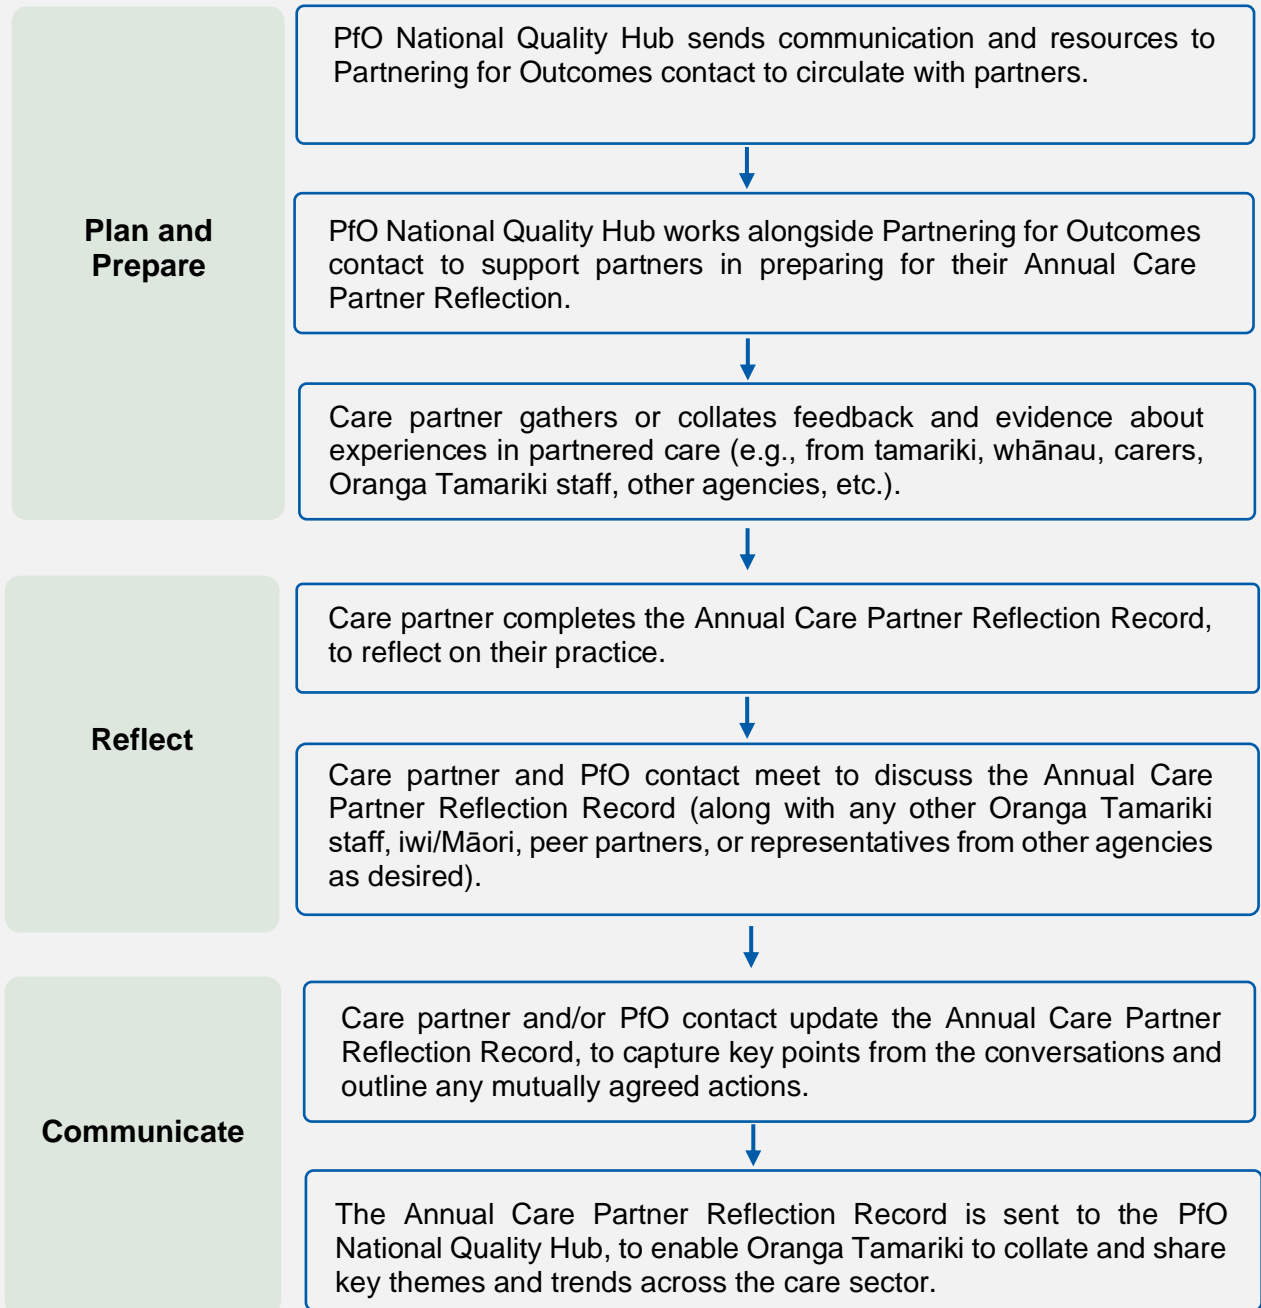 PfO National Quality Hub sends communication and resources to
Partnering for Outcomes contact to circulate with partners.
Plan and
Prepare
PfO National Quality Hub works alongside Partnering for Outcomes
contact to support partners in preparing for their Annual Care
Partner Reflection.
Care partner gathers or collates feedback and evidence about
experiences in partnered care (e.g., from tamariki, whānau, carers,
Oranga Tamariki staff, other agencies, etc.).
Reflect
Care partner completes the Annual Care Partner Reflection Record,
to reflect on their practice.
Care partner and PfO contact meet to discuss the Annual Care
Partner Reflection Record (along with any other Oranga Tamariki
staff, iwi/Māori, peer partners, or representatives from other agencies
as desired).
Communicate
Care partner and/or PfO contact update the Annual Care Partner
Reflection Record, to capture key points from the conversations and
outline any mutually agreed actions.
The Annual Care Partner Reflection Record is sent to the PfO
National Quality Hub, to enable Oranga Tamariki to collate and share
key themes and trends across the care sector.